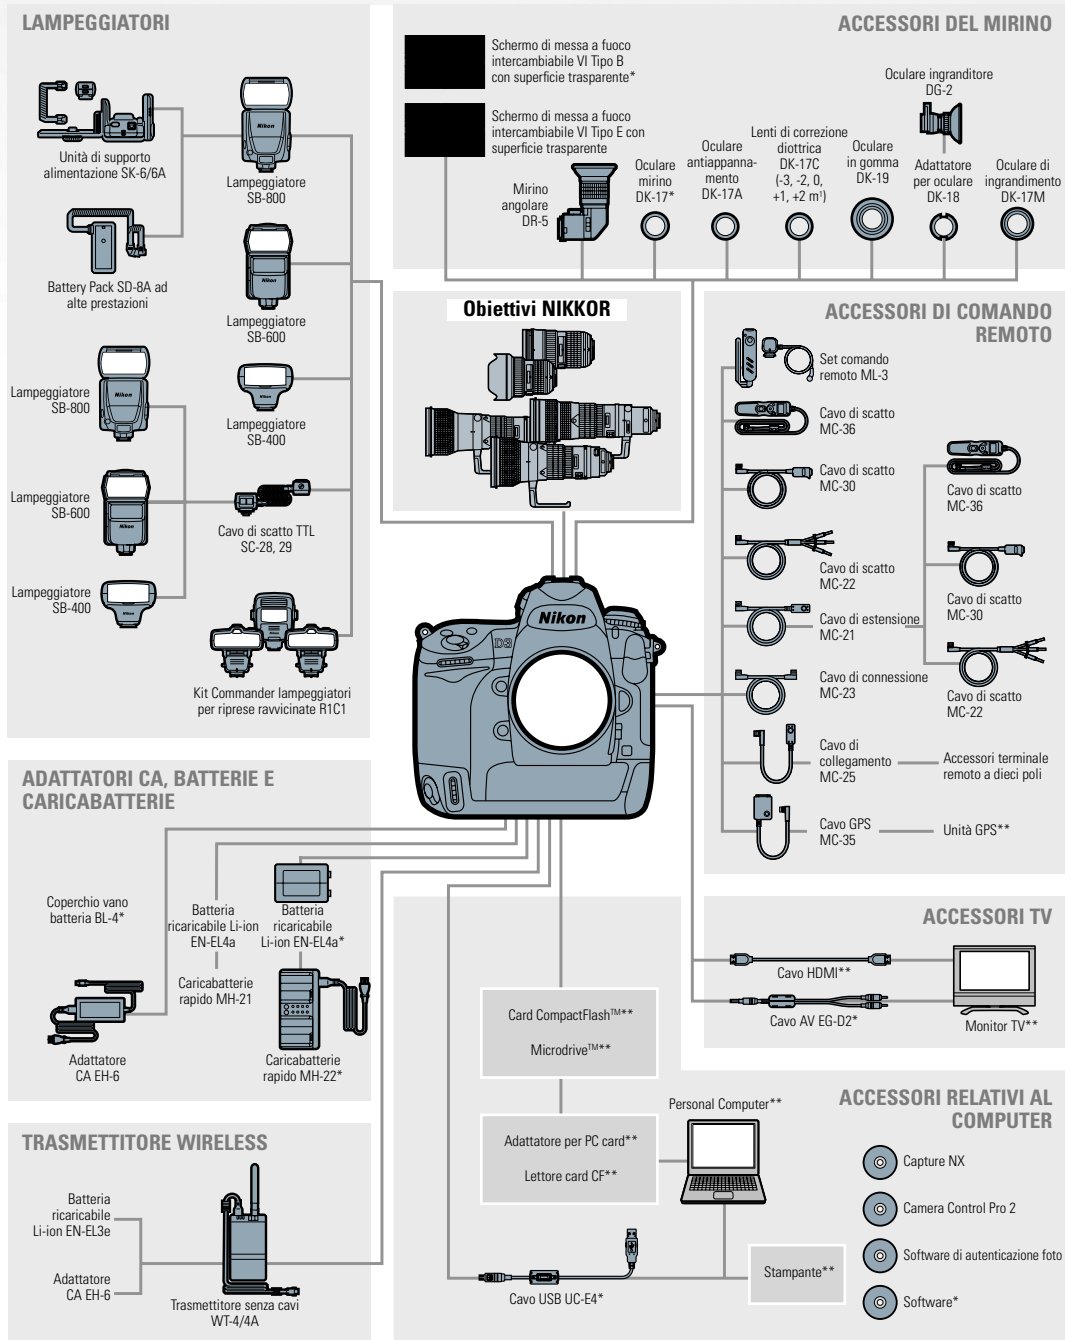 LAMPEGGIATORI
Unità di supporto
alimentazione SK-6/6A
Nikon
Lampeggiatore
SB-800
Battery Pack SD-8A ad
alte prestazioni
Nikon
Lampeggiatore
SB-600
Lampeggiatore
SB-800
Nikon
Nikon
Lampeggiatore
SB-400
Lampeggiatore
SB-600
Nikon
Cavo di scatto TTL
SC-28, 29
Lampeggiatore
SB-400
Nikon
Kit Commander lampeggiatori
per riprese ravvicinate R1C1
ACCESSORI DEL MIRINO
Schermo di messa a fuoco
intercambiabile VI Tipo B
con superficie trasparente*
Schermo di messa a fuoco
intercambiabile VI Tipo E con
superficie trasparente
Mirino
angolare
DR-5
Oculare
mirino
DK-17*
Oculare
antiappanna-
mento
DK-17A
Lenti di correzione
diottrica
DK-17C
(-3, -2, 0,
+1, +2 m¹)
Oculare
in gomma
DK-19
Oculare ingranditore
DG-2
Adattatore
per oculare
DK-18
Oculare di
ingrandimento
DK-17M
Obiettivi NIKKOR
Nikon
D3
ACCESSORI DI COMANDO
REMOTO
Set comando
remoto ML-3
Cavo di scatto
MC-36
Cavo di scatto
MC-30
Cavo di scatto
MC-22
Cavo di estensione
MC-21
Cavo di scatto
MC-36
Cavo di scatto
MC-30
Cavo di scatto
MC-22
Cavo di connessione
MC-23
Cavo di
collegamento
MC-25
Accessori terminale
remoto a dieci poli
Cavo GPS
MC-35
Unità GPS**
ADATTATORI CA, BATTERIE E
CARICABATTERIE
Coperchio vano
batteria BL-4*
Batteria
ricaricabile Li-ion
EN-EL4a
Batteria
ricaricabile
Li-ion EN-EL4a*
Caricabatterie
rapido MH-21
Adattatore
CA EH-6
Caricabatterie
rapido MH-22*
ACCESSORI TV
Cavo HDMI**
Cavo AV EG-D2*
Monitor TV**
Card CompactFlash™**
Microdrive™**
Adattatore per PC card**
Lettore card CF**
Personal Computer**
Cavo USB UC-E4*
Stampante**
ACCESSORI RELATIVI AL
COMPUTER
Capture NX
Camera Control Pro 2
Software di autenticazione foto
Software*
TRASMETTITORE WIRELESS
Batteria
ricaricabile
Li-ion EN-EL3e
Adattatore
CA EH-6
Trasmettitore senza cavi
WT-4/4A